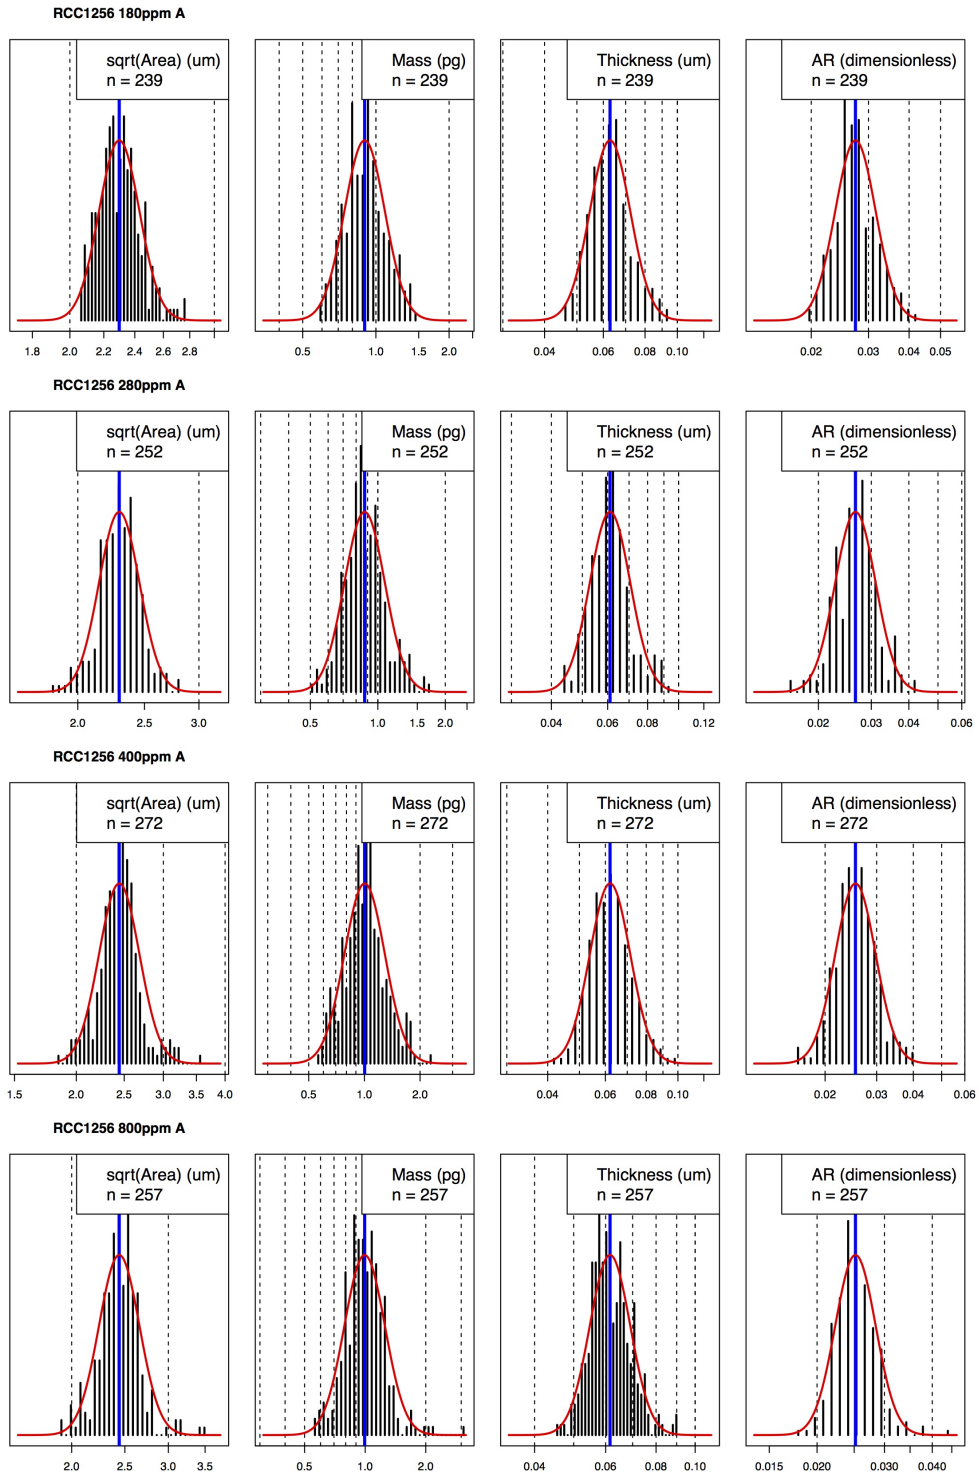 RCC1256 180ppm A
sqrt(Area) (um)
n = 239
Mass (pg)
n = 239
Thickness (um)
n = 239
AR (dimensionless)
n = 239
1.8 2.0 2.2 2.4 2.6 2.8
0.5 1.0 1.5 2.0
0.04 0.06 0.08 0.10
0.02 0.03 0.04 0.05
RCC1256 280ppm A
sqrt(Area) (um)
n = 252
Mass (pg)
n = 252
Thickness (um)
n = 252
AR (dimensionless)
n = 252
2.0 2.5 3.0
0.5 1.0 1.5 2.0
0.04 0.06 0.08 0.12
0.02 0.03 0.04 0.06
RCC1256 400ppm A
sqrt(Area) (um)
n = 272
Mass (pg)
n = 272
Thickness (um)
n = 272
AR (dimensionless)
n = 272
1.5 2.0 2.5 3.0 3.5 4.0
0.5 1.0 2.0
0.04 0.06 0.08 0.10
0.02 0.03 0.04 0.06
RCC1256 800ppm A
sqrt(Area) (um)
n = 257
Mass (pg)
n = 257
Thickness (um)
n = 257
AR (dimensionless)
n = 257
2.0 2.5 3.0 3.5
0.5 1.0 2.0
0.04 0.06 0.08 0.10
0.015 0.020 0.030 0.040